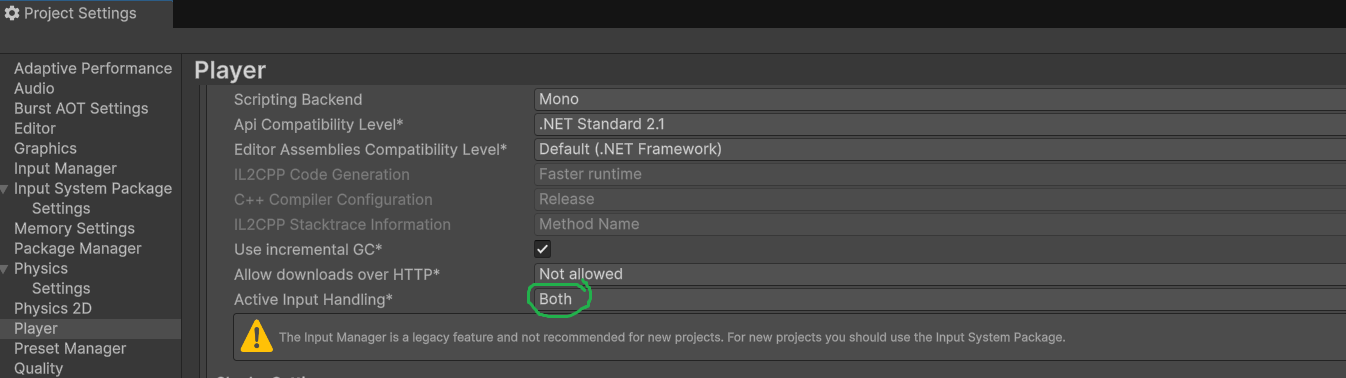 Project Settings
Adaptive Performance
Audio
Burst AOT Settings
Editor
Graphics
Input Manager
Input System Package
Settings
Memory Settings
Package Manager
Physics
Settings
Physics 2D
Player
Preset Manager
Quality
Player
Scripting Backend Mono
Api Compatibility Level* .NET Standard 2.1
Editor Assemblies Compatibility Level* Default (.NET Framework)
IL2CPP Code Generation Faster runtime
C++ Compiler Configuration Release
IL2CPP Stacktrace Information Method Name
Use incremental GC*
Allow downloads over HTTP* Not allowed
Active Input Handling* Both
The Input Manager is a legacy feature and not recommended for new projects. For new projects you should use the Input System Package.